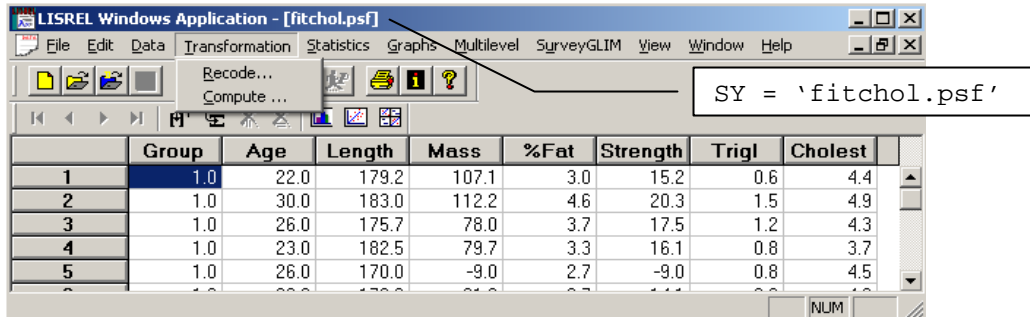 LISREL Windows Application - [fitchol.psf]
File Edit Data Transformation Statistics Graphs Multilevel SurveyGLIM View Window Help
Recode...
Compute ...
SY = ‘fitchol.psf’
Group Age Length Mass %Fat Strength Trigl Cholest
1 1.0 22.0 179.2 107.1 3.0 15.2 0.6 4.4
2 1.0 30.0 183.0 112.2 4.6 20.3 1.5 4.9
3 1.0 26.0 175.7 78.0 3.7 17.5 1.2 4.3
4 1.0 23.0 182.5 79.7 3.3 16.1 0.8 3.7
5 1.0 26.0 170.0 -9.0 2.7 -9.0 0.8 4.5
NUM